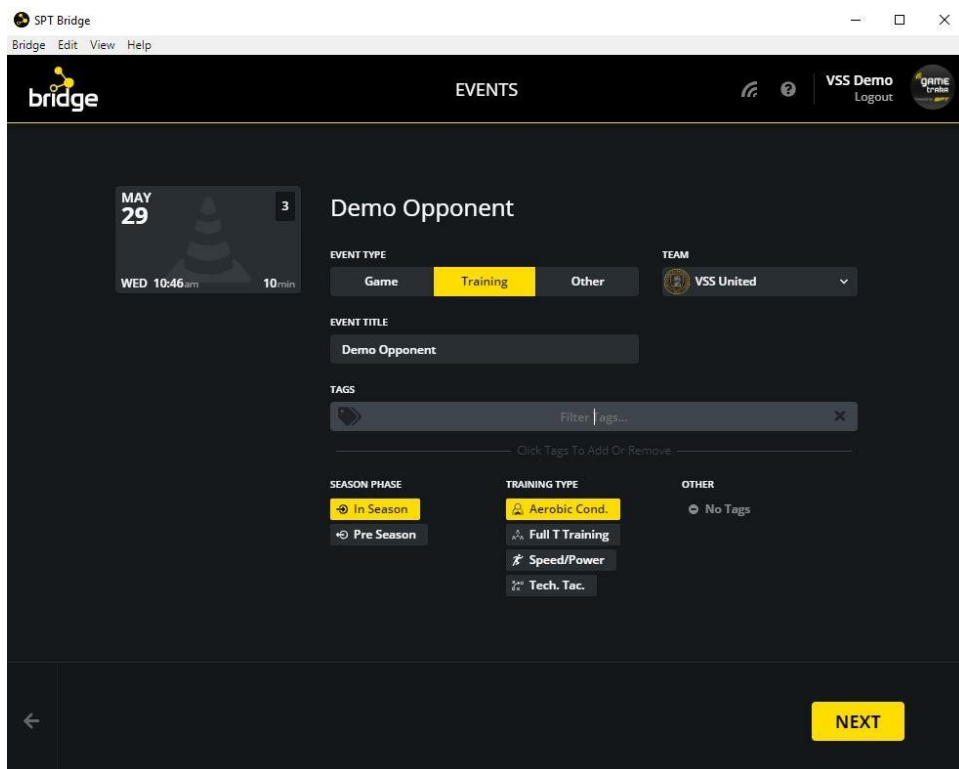 SPT Bridge
Bridge Edit View Help
bridge
EVENTS
VSS Demo
Logout
game
traka
MAY
29
3
WED 10:46am
10min
Demo Opponent
EVENT TYPE
Game
Training
Other
TEAM
VSS United
EVENT TITLE
Demo Opponent
TAGS
Filter Tags...
Click Tags To Add Or Remove
SEASON PHASE
In Season
Pre Season
TRAINING TYPE
Aerobic Cond.
Full T Training
Speed/Power
Tech. Tac.
OTHER
No Tags
NEXT